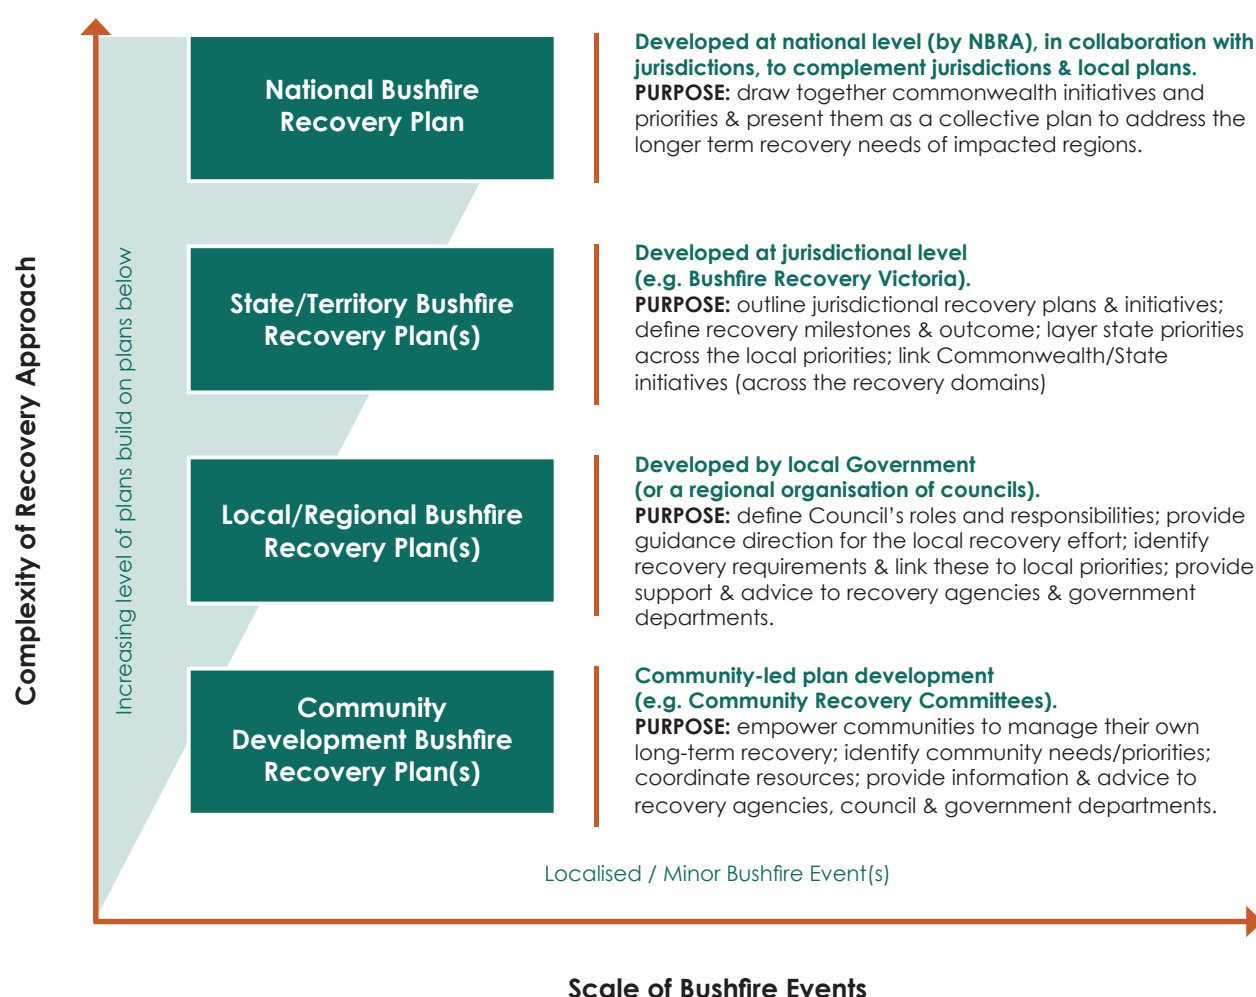 National Bushfire
Recovery Plan
Developed at national level (by NBRA), in collaboration with
jurisdictions, to complement jurisdictions & local plans.
PURPOSE: draw together commonwealth initiatives and
priorities & present them as a collective plan to address the
longer term recovery needs of impacted regions.
State/Territory Bushfire
Recovery Plan(s)
Developed at jurisdictional level
(e.g. Bushfire Recovery Victoria).
PURPOSE: outline jurisdictional recovery plans & initiatives;
define recovery milestones & outcome; layer state priorities
across the local priorities; link Commonwealth/State
initiatives (across the recovery domains)
Local/Regional Bushfire
Recovery Plan(s)
Developed by local Government
(or a regional organisation of councils).
PURPOSE: define Council's roles and responsibilities; provide
guidance direction for the local recovery effort; identify
recovery requirements & link these to local priorities; provide
support & advice to recovery agencies & government
departments.
Community
Development Bushfire
Recovery Plan(s)
Community-led plan development
(e.g. Community Recovery Committees).
PURPOSE: empower communities to manage their own
long-term recovery; identify community needs/priorities;
coordinate resources; provide information & advice to
recovery agencies, council & government departments.
Complexity of Recovery Approach
Increasing level of plans build on plans below
Localised / Minor Bushfire Event(s)
Scale of Bushfire Events